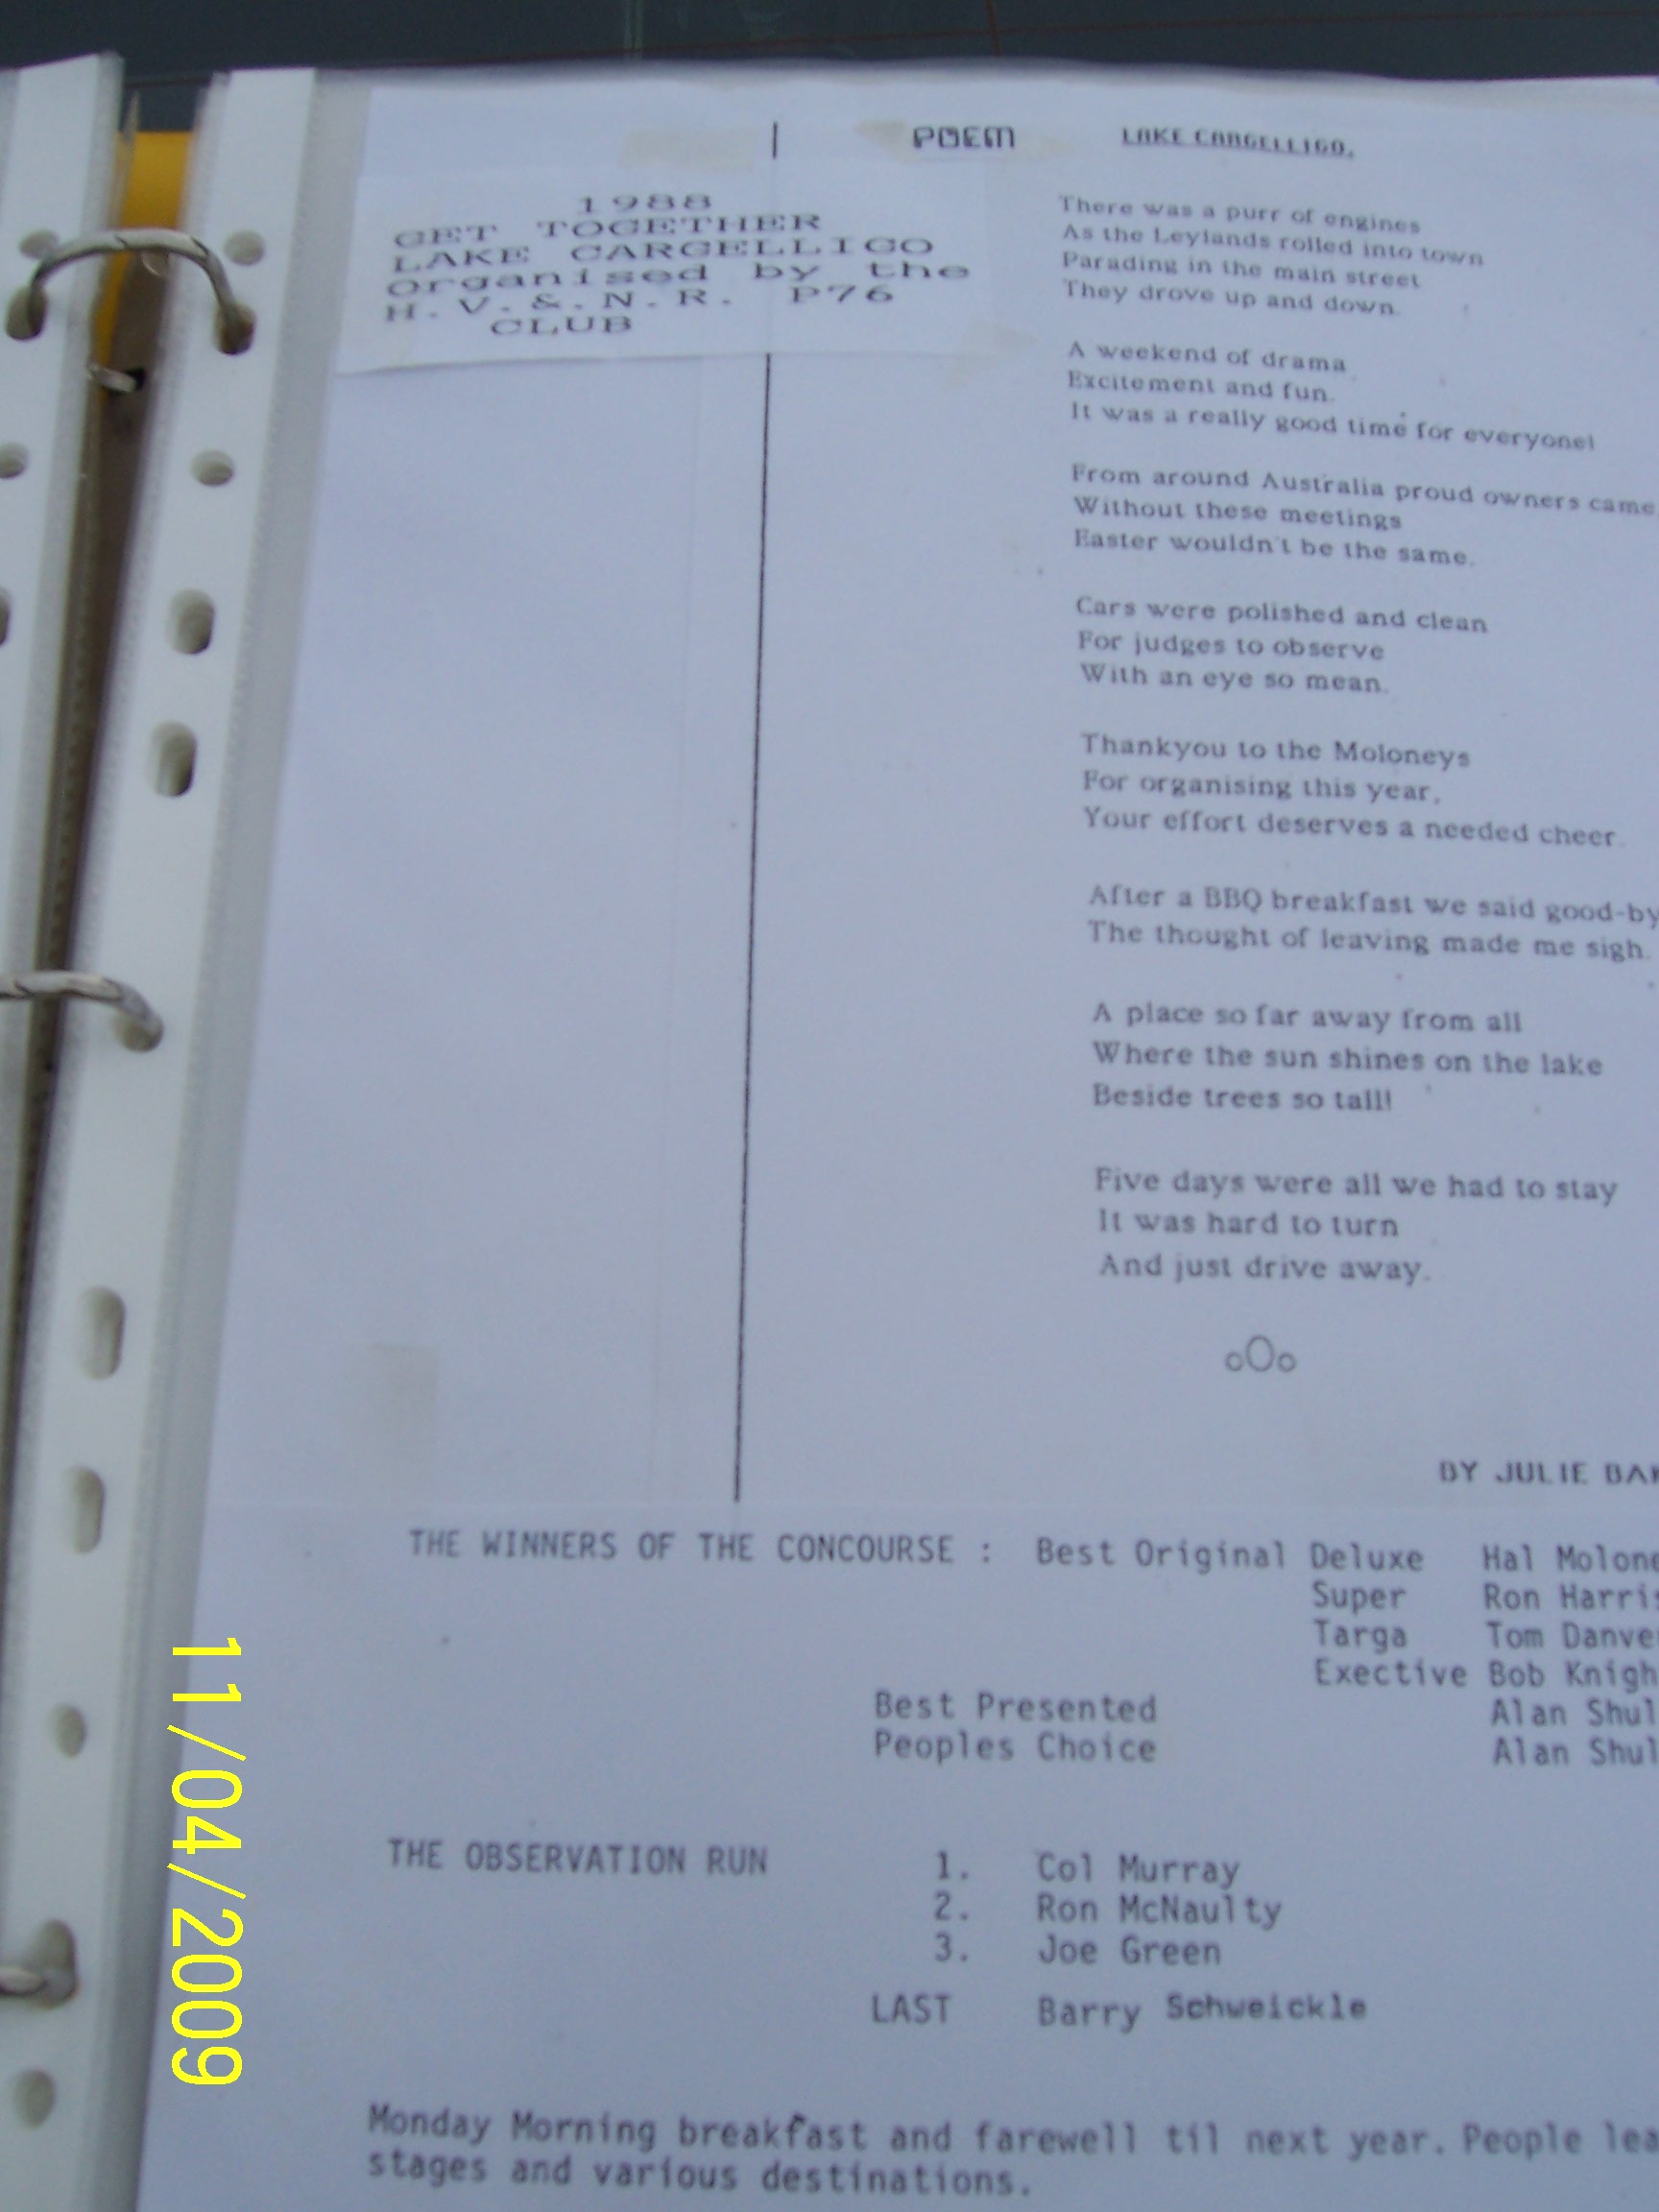 POEM LAKE CARGELLIGO.
1988
GET TOGETHER
LAKE CARGELLIGO
Organised by the
H.V.&.N.R. P76
CLUB
There was a purr of engines
As the Leylands rolled into town
Parading in the main street
They drove up and down.
A weekend of drama
Excitement and fun.
It was a really good time for everyone!
From around Australia proud owners came
Without these meetings
Easter wouldn't be the same.
Cars were polished and clean
For judges to observe
With an eye so mean.
Thankyou to the Moloneys
For organising this year,
Your effort deserves a needed cheer.
After a BBQ breakfast we said good-by
The thought of leaving made me sigh.
A place so far away from all
Where the sun shines on the lake
Beside trees so tall!
Five days were all we had to stay
It was hard to turn
And just drive away.
oOo
BY JULIE
THE WINNERS OF THE CONCOURSE : Best Original Deluxe Hal
Super Ron
Targa Tom
Exective Bob
Best Presented Alan
Peoples Choice Alan
THE OBSERVATION RUN 1. Col Murray
2. Ron McNaulty
3. Joe Green
LAST Barry Schweickle
Monday Morning breakfast and farewell til next year. People
stages and various destinations.
11/04/2009